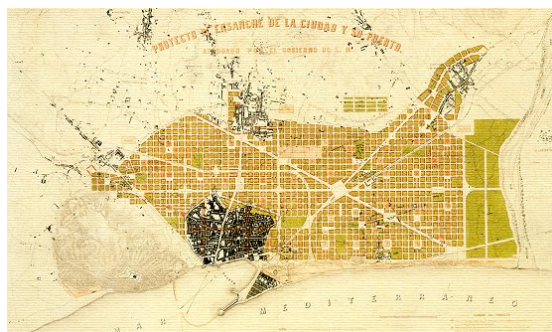 PROYECTO DE ENSANCHE DE LA CIUDAD Y SU PUERTO.
APROBADO POR EL GOBIERNO DE S. M.
MAR MEDITERRANEO